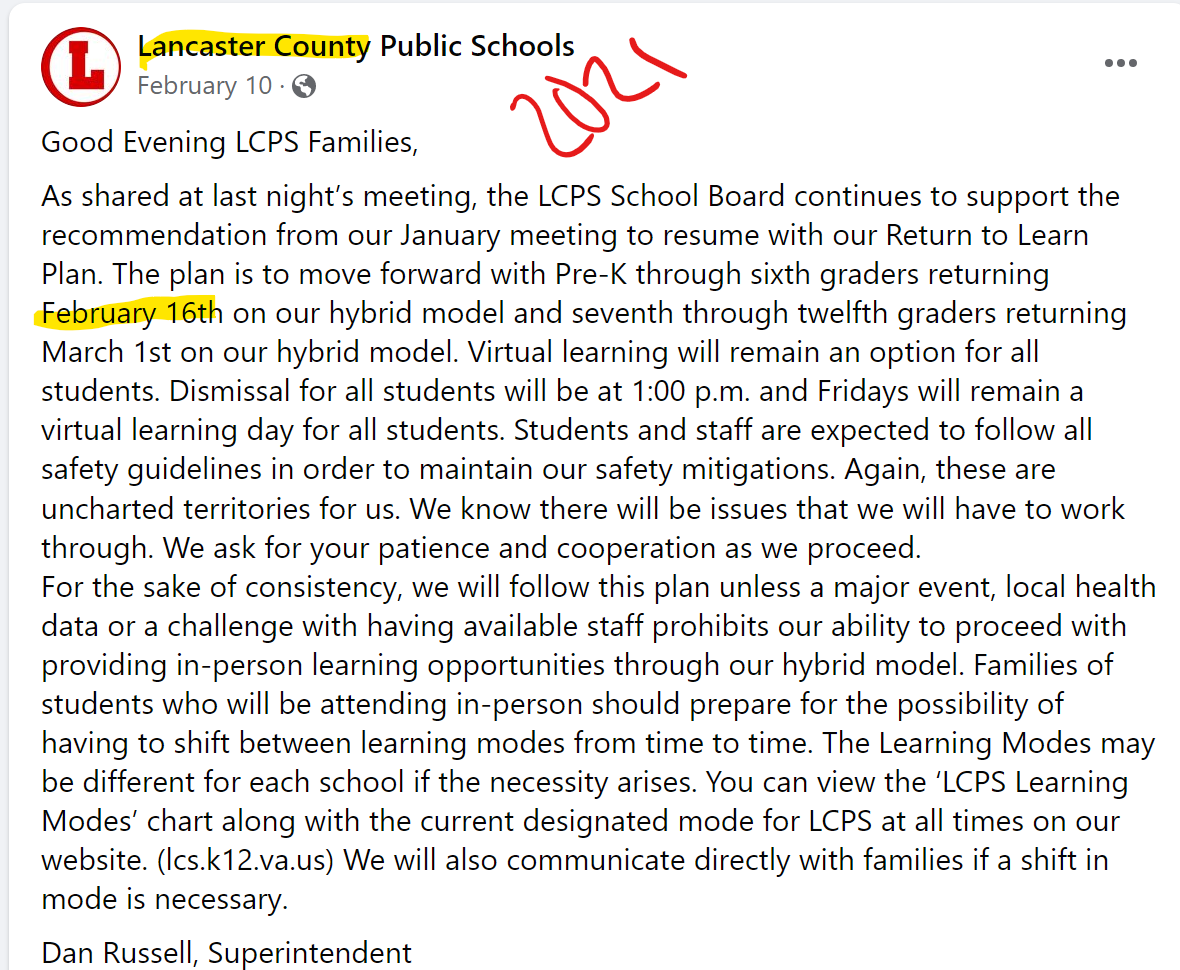 L
Lancaster County Public Schools
2021
February 10 ·
Good Evening LCPS Families,
As shared at last night's meeting, the LCPS School Board continues to support the
recommendation from our January meeting to resume with our Return to Learn
Plan. The plan is to move forward with Pre-K through sixth graders returning
February 16th on our hybrid model and seventh through twelfth graders returning
March 1st on our hybrid model. Virtual learning will remain an option for all
students. Dismissal for all students will be at 1:00 p.m. and Fridays will remain a
virtual learning day for all students. Students and staff are expected to follow all
safety guidelines in order to maintain our safety mitigations. Again, these are
uncharted territories for us. We know there will be issues that we will have to work
through. We ask for your patience and cooperation as we proceed.
For the sake of consistency, we will follow this plan unless a major event, local health
data or a challenge with having available staff prohibits our ability to proceed with
providing in-person learning opportunities through our hybrid model. Families of
students who will be attending in-person should prepare for the possibility of
having to shift between learning modes from time to time. The Learning Modes may
be different for each school if the necessity arises. You can view the ‘LCPS Learning
Modes’ chart along with the current designated mode for LCPS at all times on our
website. (lcs.k12.va.us) We will also communicate directly with families if a shift in
mode is necessary.
Dan Russell, Superintendent